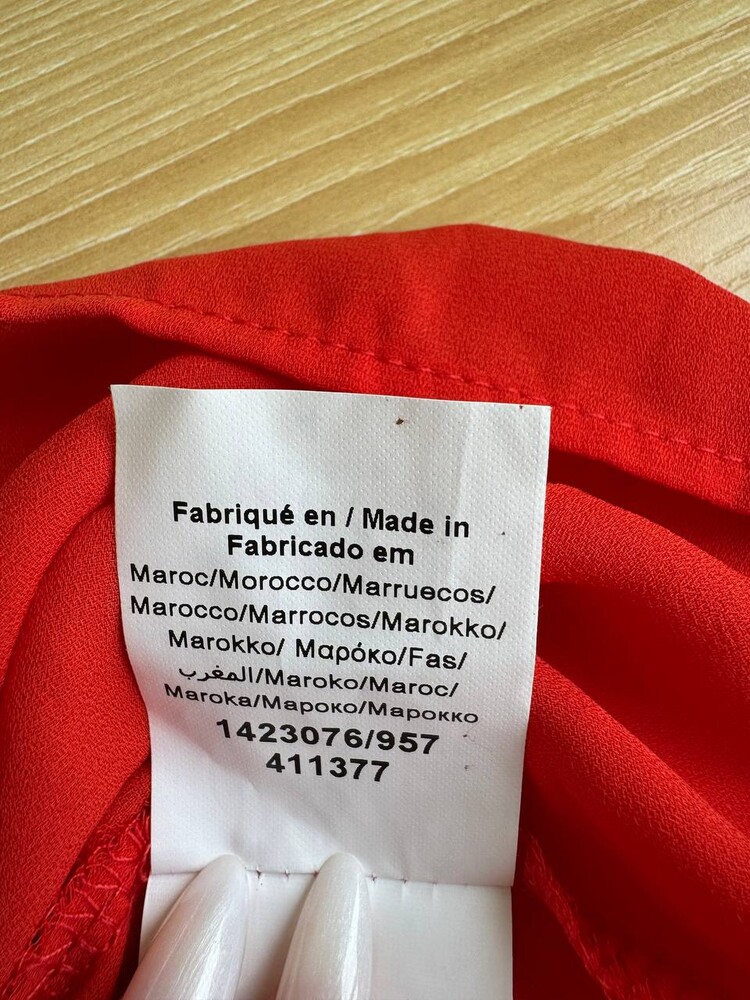 Fabriqué en / Made in
Fabricado em
Maroc/Morocco/Marruecos/
Marocco/Marrocos/Marokko/
Marokko/ Μαρόκο/Fas/
المغرب/Maroko/Maroc/
Maroka/Мароко/Марокко
1423076/957
411377